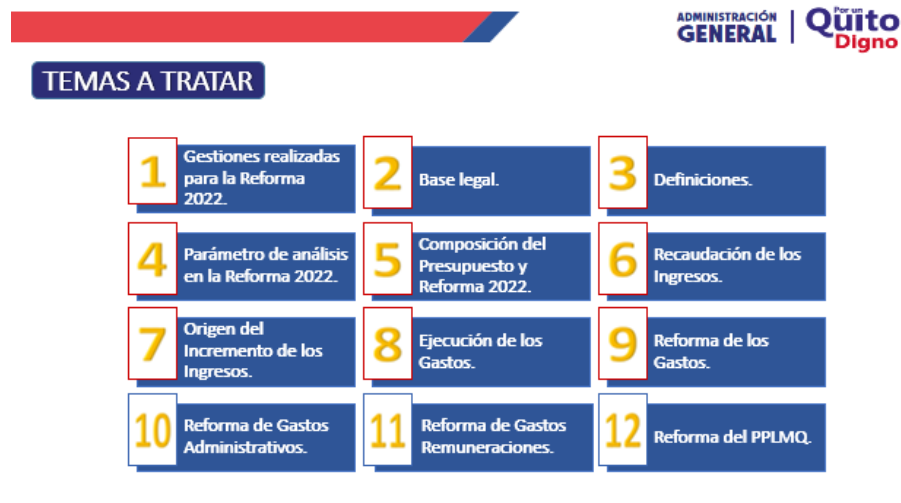 ADMINISTRACIÓN
GENERAL
Por un
Quito
Digno
TEMAS A TRATAR
1
Gestiones realizadas
para la Reforma
2022.
2
Base legal.
3
Definiciones.
4
Parámetro de análisis
en la Reforma 2022.
5
Composición del
Presupuesto y
Reforma 2022.
6
Recaudación de los
Ingresos.
7
Origen del
Incremento de los
Ingresos.
8
Ejecución de los
Gastos.
9
Reforma de los
Gastos.
10
Reforma de Gastos
Administrativos.
11
Reforma de Gastos
Remuneraciones.
12
Reforma del PPLMQ.